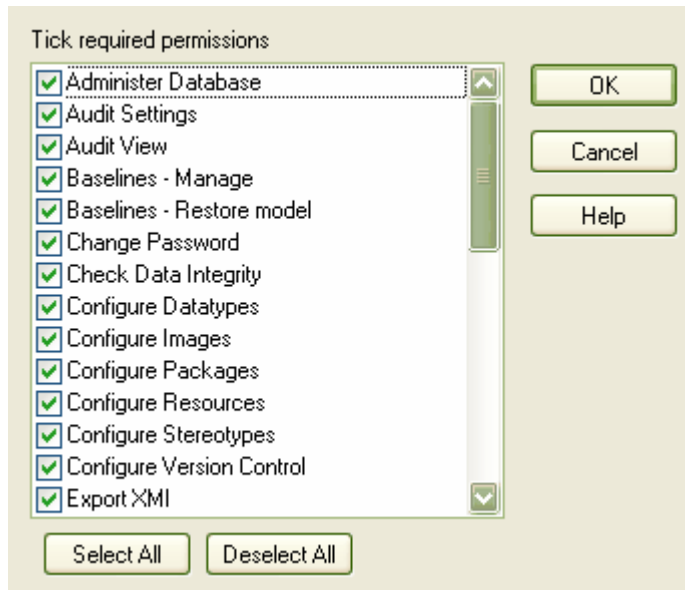 Tick required permissions
Administer Database
Audit Settings
Audit View
Baselines - Manage
Baselines - Restore model
Change Password
Check Data Integrity
Configure Datatypes
Configure Images
Configure Packages
Configure Resources
Configure Stereotypes
Configure Version Control
Export XMI
OK
Cancel
Help
Select All
Deselect All